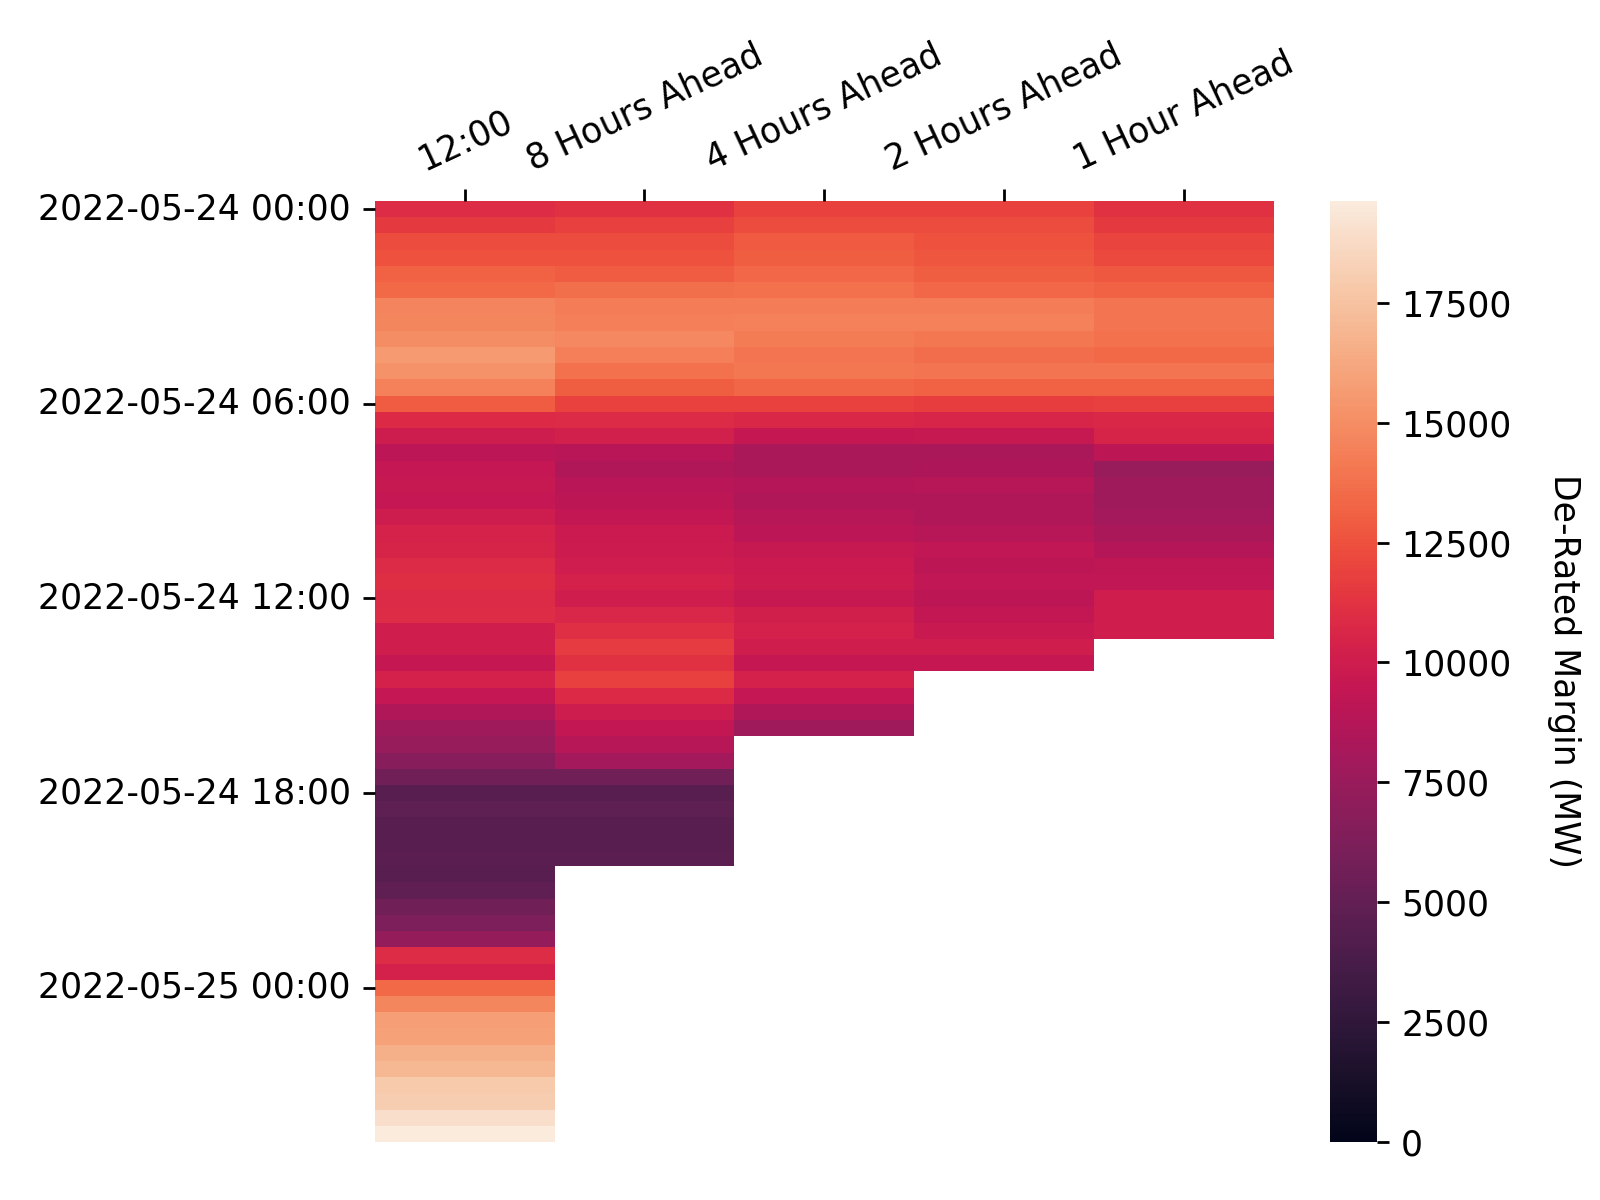 12:00
8 Hours Ahead
4 Hours Ahead
2 Hours Ahead
1 Hour Ahead
2022-05-24 00:00
2022-05-24 06:00
2022-05-24 12:00
2022-05-24 18:00
2022-05-25 00:00
17500
15000
12500
10000
7500
5000
2500
0
De-Rated Margin (MW)